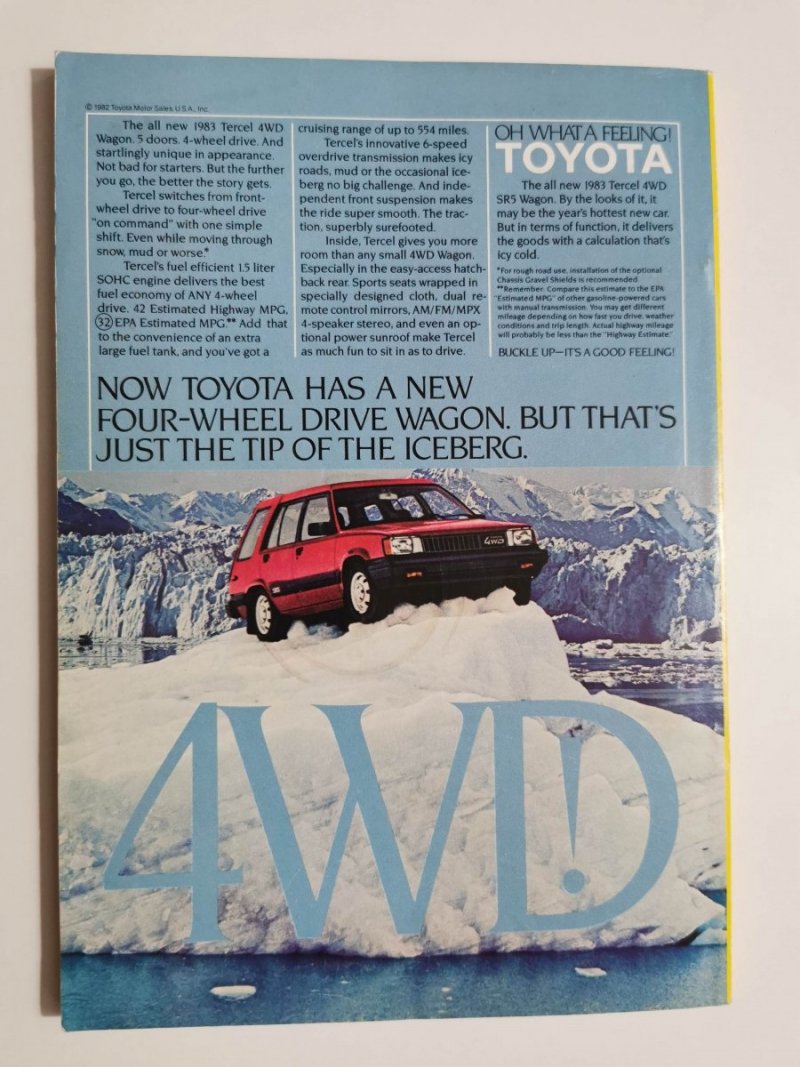 © 1982 Toyota Motor Sales, U.S.A., Inc.
The all new 1983 Tercel 4WD
Wagon. 5 doors. 4-wheel drive. And
startlingly unique in appearance.
Not bad for starters. But the further
you go, the better the story gets.
Tercel switches from front-
wheel drive to four-wheel drive
"on command" with one simple
shift. Even while moving through
snow, mud or worse.*
Tercel's fuel efficient 1.5 liter
SOHC engine delivers the best
fuel economy of ANY 4-wheel
drive. 42 Estimated Highway MPG,
32 EPA Estimated MPG.** Add that
to the convenience of an extra
large fuel tank, and you've got a
cruising range of up to 554 miles.
Tercel's innovative 6-speed
overdrive transmission makes icy
roads, mud or the occasional ice-
berg no big challenge. And inde-
pendent front suspension makes
the ride super smooth. The trac-
tion, superbly surefooted.
Inside, Tercel gives you more
room than any small 4WD Wagon.
Especially in the easy-access hatch-
back rear. Sports seats wrapped in
specially designed cloth, dual re-
mote control mirrors, AM/FM/MPX
4-speaker stereo, and even an op-
tional power sunroof make Tercel
as much fun to sit in as to drive.
OH WHAT A FEELING!
TOYOTA
The all new 1983 Tercel 4WD
SR5 Wagon. By the looks of it, it
may be the year's hottest new car.
But in terms of function, it delivers
the goods with a calculation that's
icy cold.
*For rough road use, installation of the optional
Chassis Gravel Shields is recommended
**Remember: Compare this estimate to the EPA
"Estimated MPG" of other gasoline-powered cars
with manual transmission. You may get different
mileage depending on how fast you drive, weather
conditions and trip length. Actual highway mileage
will probably be less than the "Highway Estimate."
BUCKLE UP—IT'S A GOOD FEELING!
NOW TOYOTA HAS A NEW
FOUR-WHEEL DRIVE WAGON. BUT THAT'S
JUST THE TIP OF THE ICEBERG.
4WD
4WD!